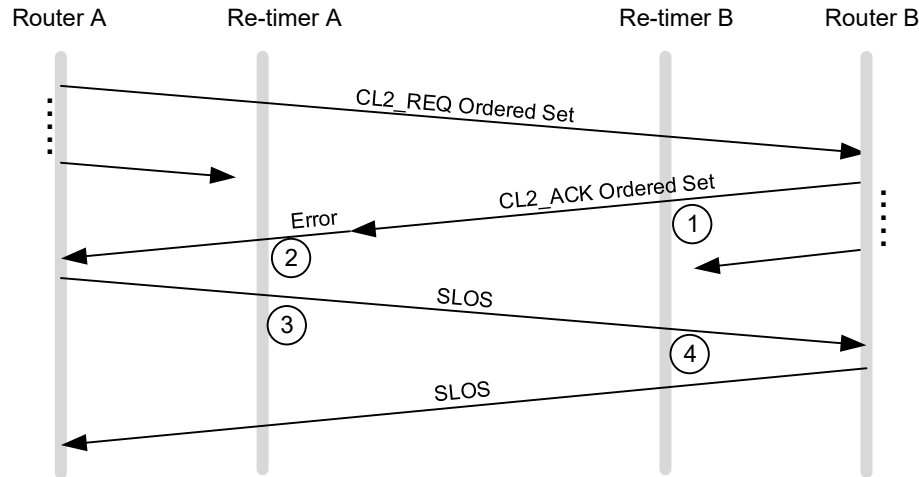 Router A
Re-timer A
Re-timer B
Router B
CL2_REQ Ordered Set
CL2_ACK Ordered Set
1
Error
2
SLOS
3
4
SLOS